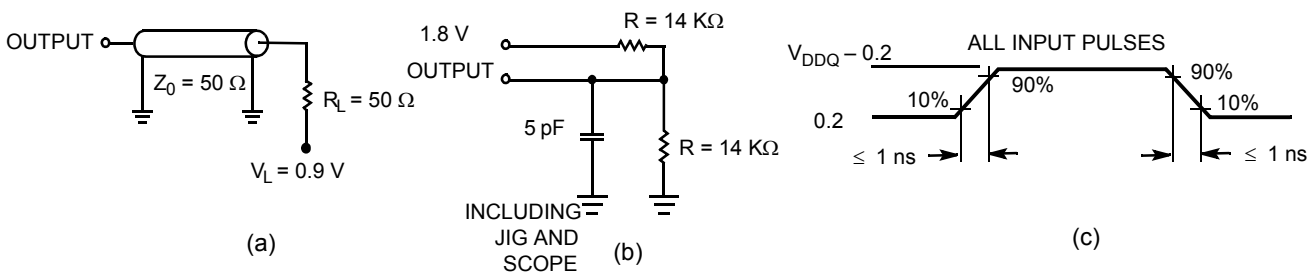 OUTPUT
Z0 = 50 Ω
RL = 50 Ω
VL = 0.9 V
(a)
R = 14 KΩ
1.8 V
OUTPUT
5 pF
R = 14 KΩ
INCLUDING
JIG AND
SCOPE
(b)
ALL INPUT PULSES
VDDQ – 0.2
90%
90%
10%
10%
0.2
≤ 1 ns
≤ 1 ns
(c)